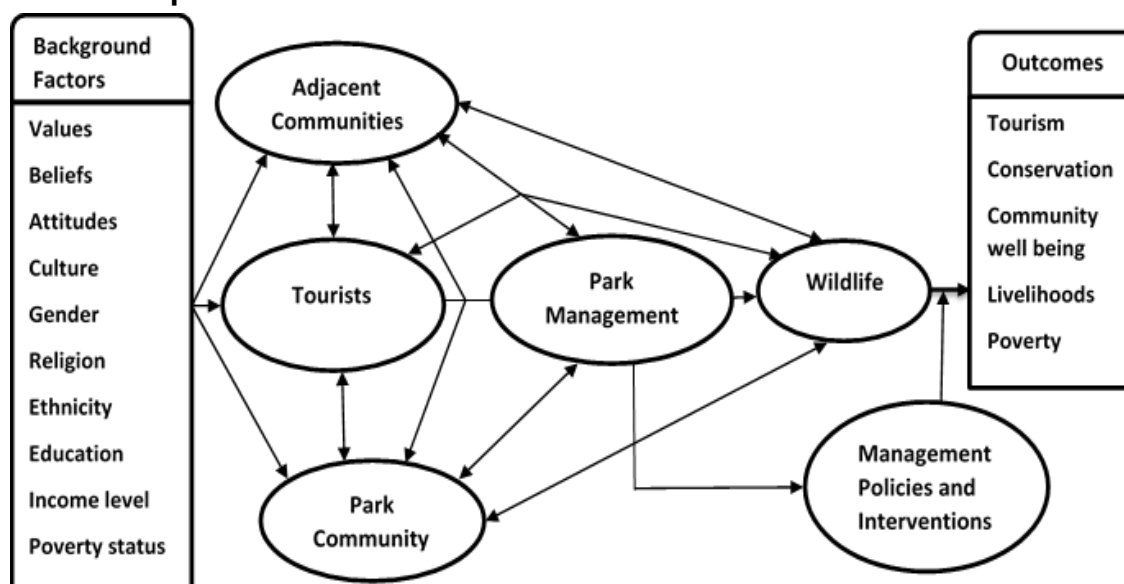 Background
Factors
Values
Beliefs
Attitudes
Culture
Gender
Religion
Ethnicity
Education
Income level
Poverty status
Adjacent
Communities
Tourists
Park
Community
Park
Management
Wildlife
Management
Policies and
Interventions
Outcomes
Tourism
Conservation
Community
well being
Livelihoods
Poverty